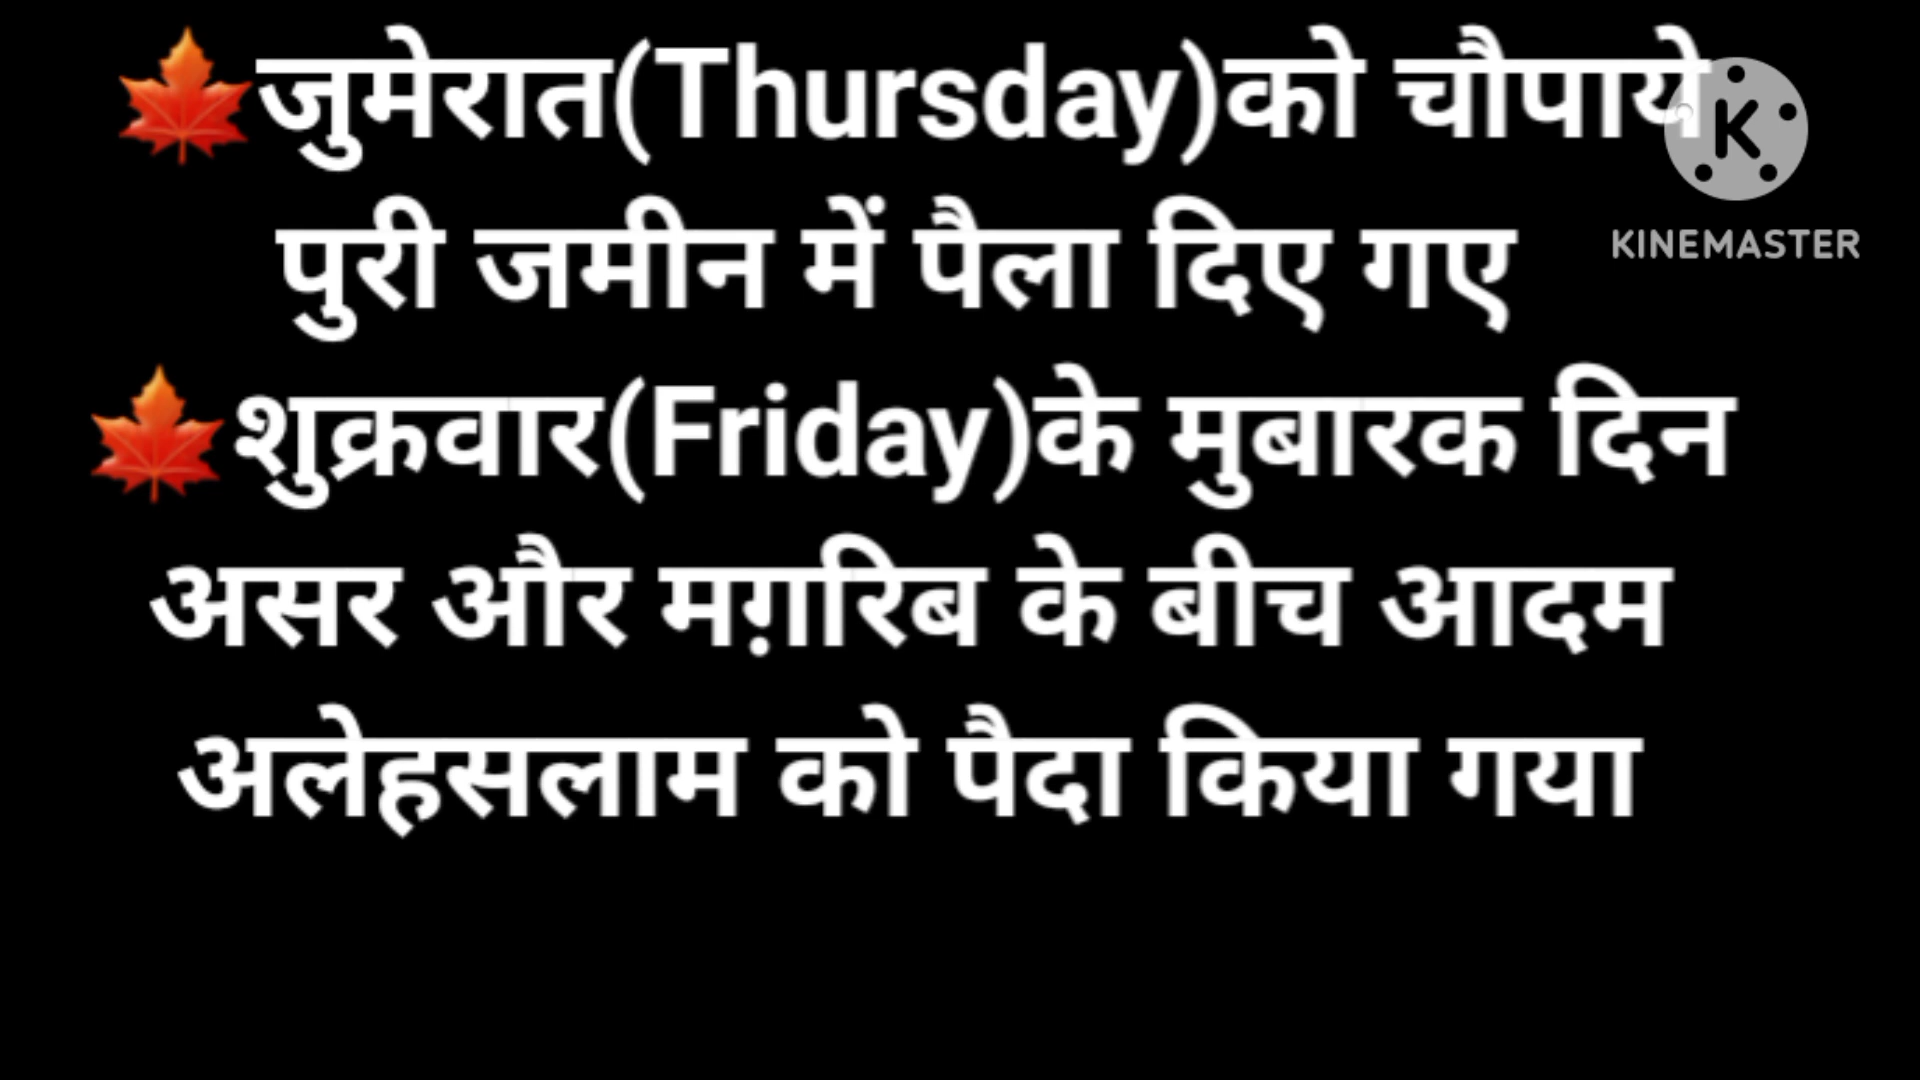 🍁जुमेरात(Thursday)को चौपाये
पुरी जमीन में पैला दिए गए
🍁शुक्रवार(Friday)के मुबारक दिन
असर और मग़रिब के बीच आदम
अलेहसलाम को पैदा किया गया
K
KINEMASTER